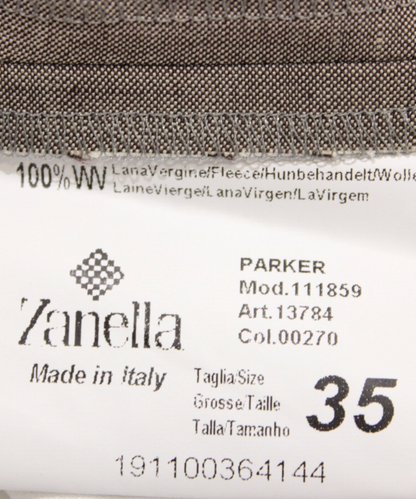 100% WV LanaVergine/Fleece/Hunbehandelt/Wolle
LaineVierge/LanaVirgen/LaVirgem
Zanella
Made in Italy
PARKER
Mod.111859
Art.13784
Col.00270
Taglia/Size
Grosse/Taille
Talla/Tamanho
35
191100364144